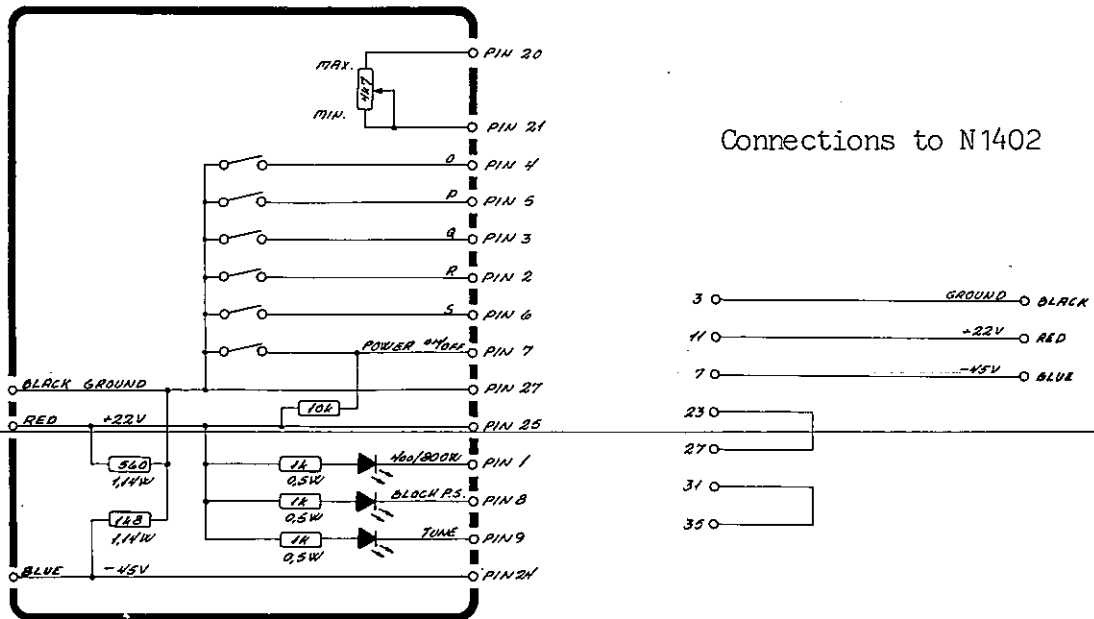 PIN 20
MAX.
4k7
MIN.
PIN 21
Connections to N1402
O PIN 4
P PIN 5
Q PIN 3
R PIN 2
S PIN 6
POWER ON/OFF PIN 7
BLACK GROUND PIN 27
10k
RED +22V PIN 25
560
1,14W
1k 400/800W PIN 1
0,5W
1k BLOCK P.S. PIN 8
0,5W
1k8
1,14W
1k TUNE PIN 9
0,5W
BLUE -45V PIN 24
3 GROUND BLACK
11 +22V RED
7 -45V BLUE
23
27
31
35